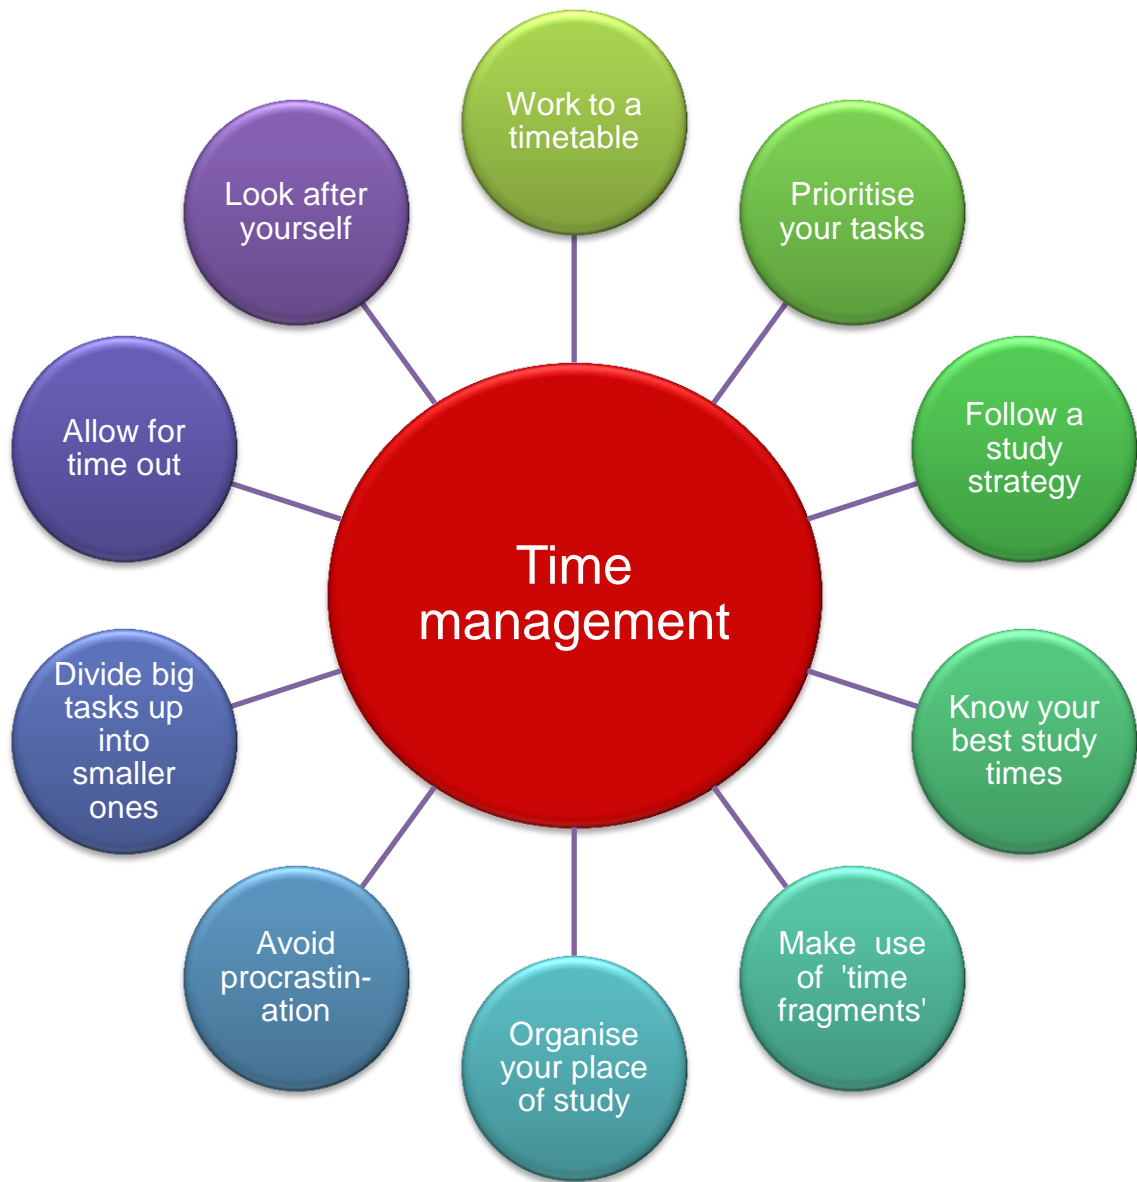 Work to a
timetable
Prioritise
your tasks
Follow a
study
strategy
Know your
best study
times
Make  use
of  'time
fragments'
Organise
your place
of study
Avoid
procrastin-
ation
Divide big
tasks up
into
smaller
ones
Allow for
time out
Look after
yourself
Time
management